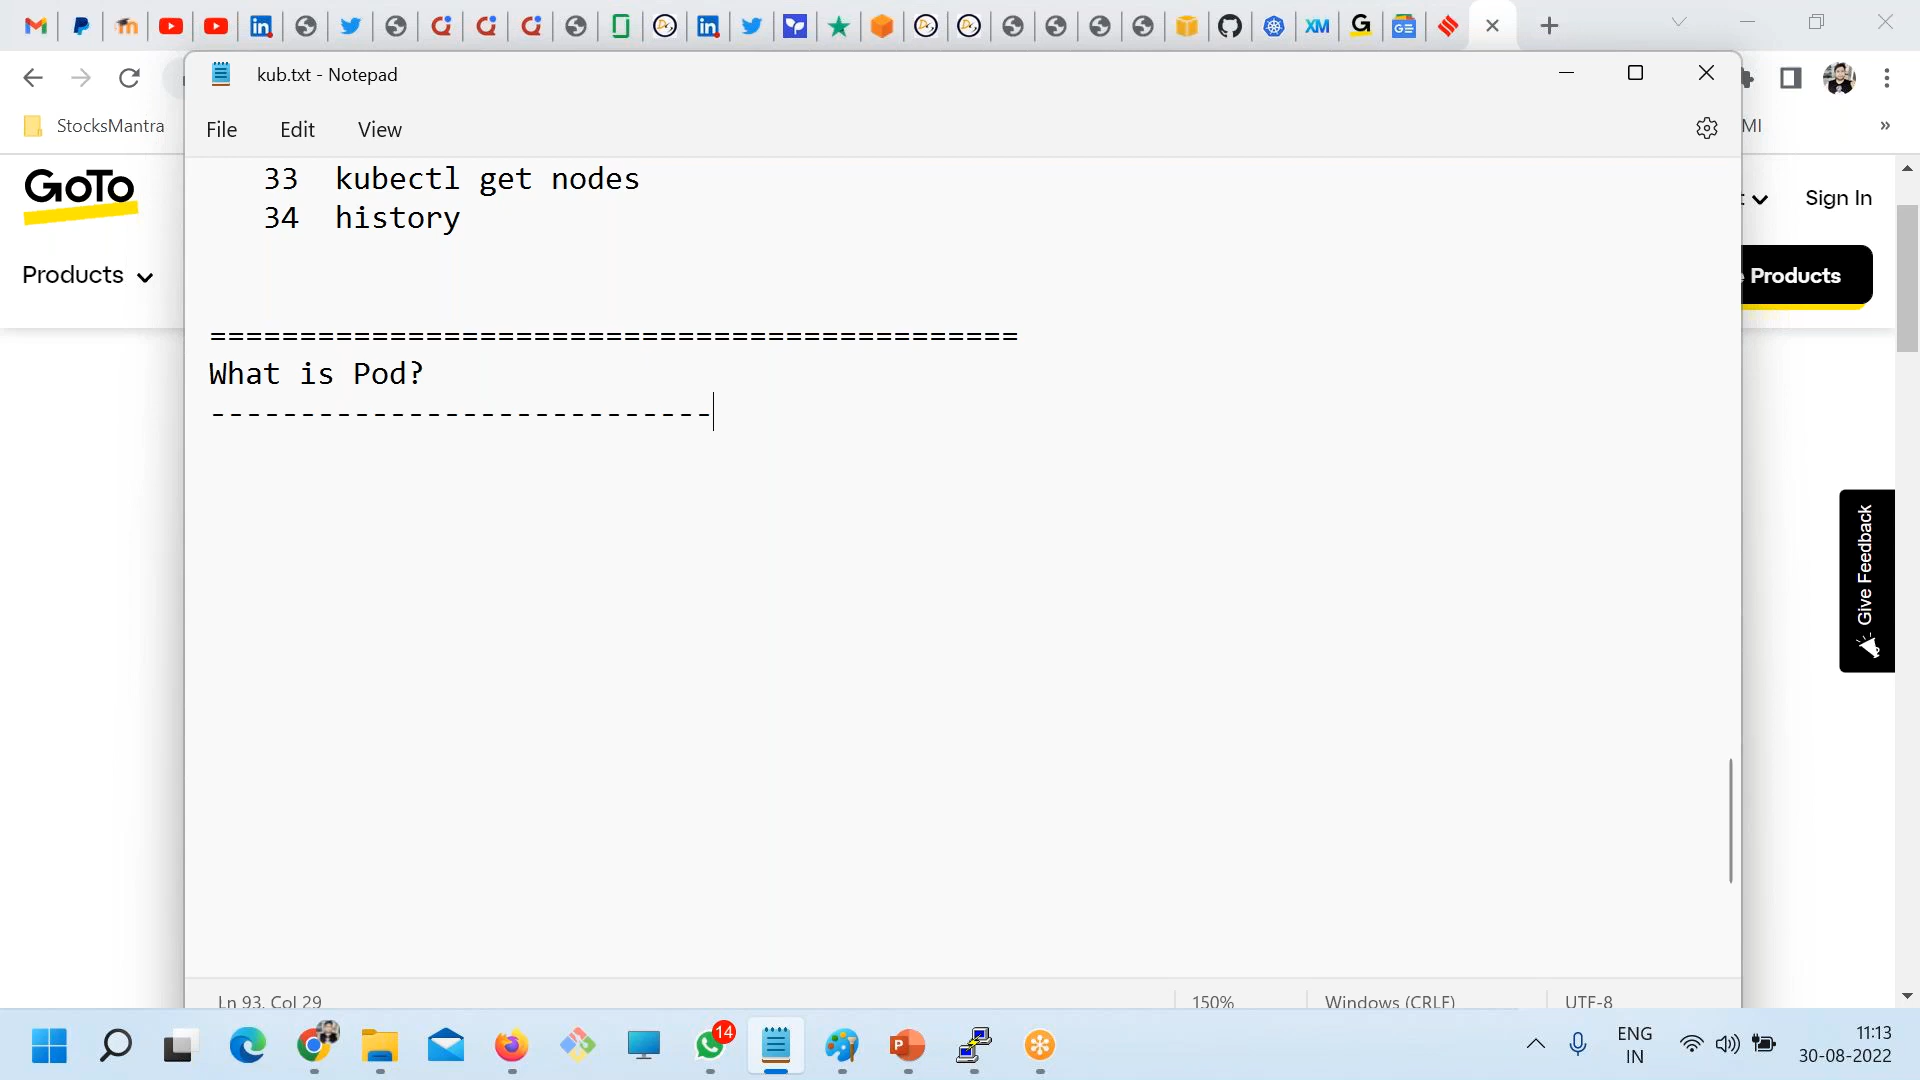 kub.txt - Notepad
StocksMantra
File Edit View
MI
»
GoTo
Sign In
Products
Products
33 kubectl get nodes
34 history
=============================================
What is Pod?
----------------------------
Give Feedback
Ln 93, Col 29
150%
Windows (CRLF)
UTF-8
14
ENG
IN
11:13
30-08-2022